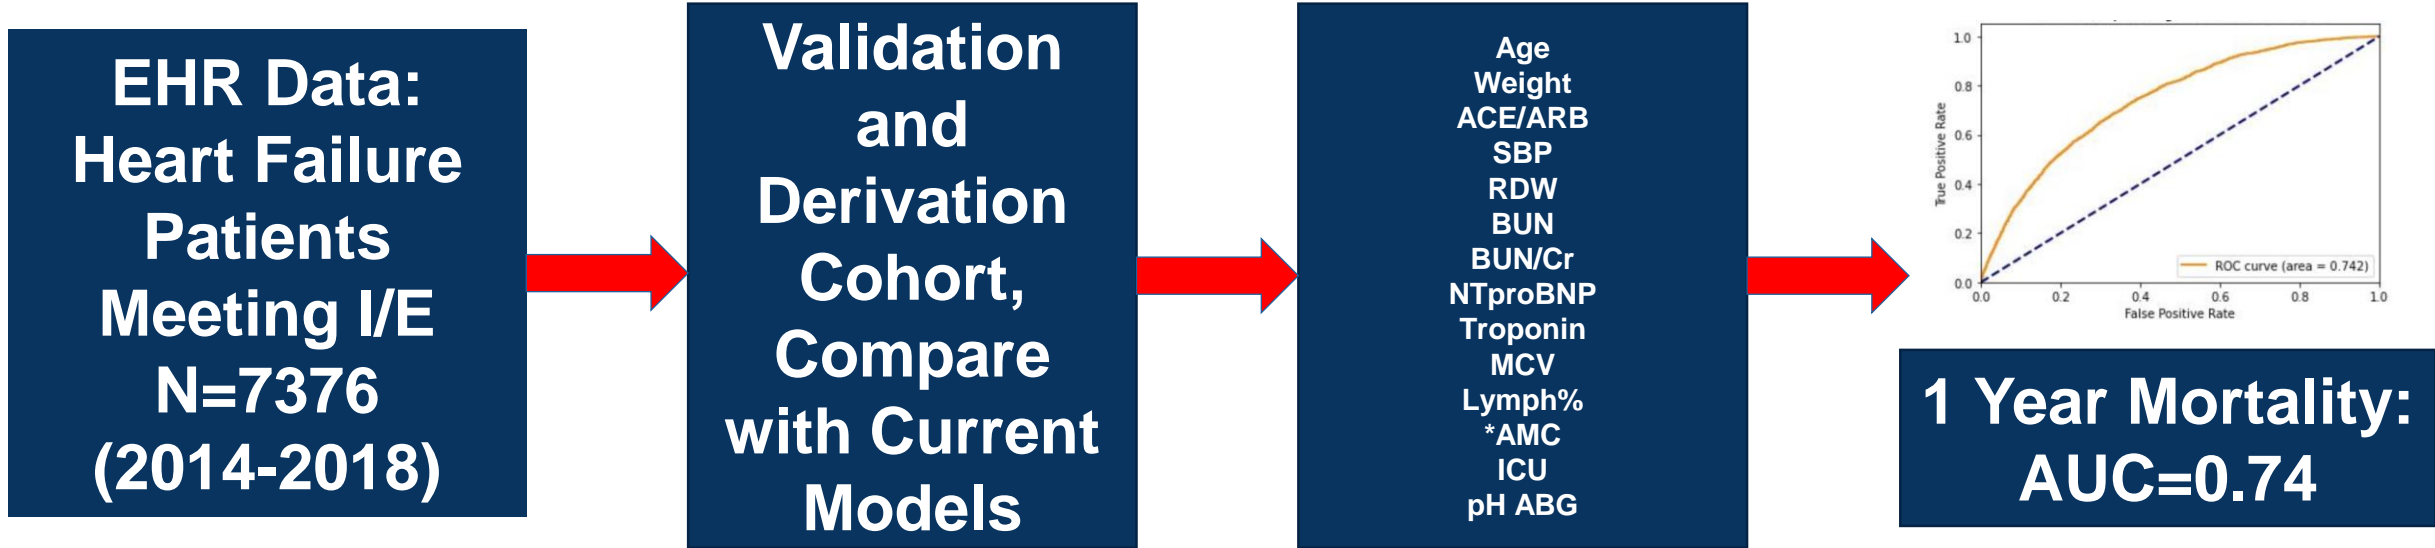 EHR Data:
Heart Failure
Patients
Meeting I/E
N=7376
(2014-2018)
Validation
and
Derivation
Cohort,
Compare
with Current
Models
Age
Weight
ACE/ARB
SBP
RDW
BUN
BUN/Cr
NTproBNP
Troponin
MCV
Lymph%
*AMC
ICU
pH ABG
True Positive Rate
1.0
0.8
0.6
0.4
0.2
0.0
ROC curve (area = 0.742)
0.0 0.2 0.4 0.6 0.8 1.0
False Positive Rate
1 Year Mortality:
AUC=0.74